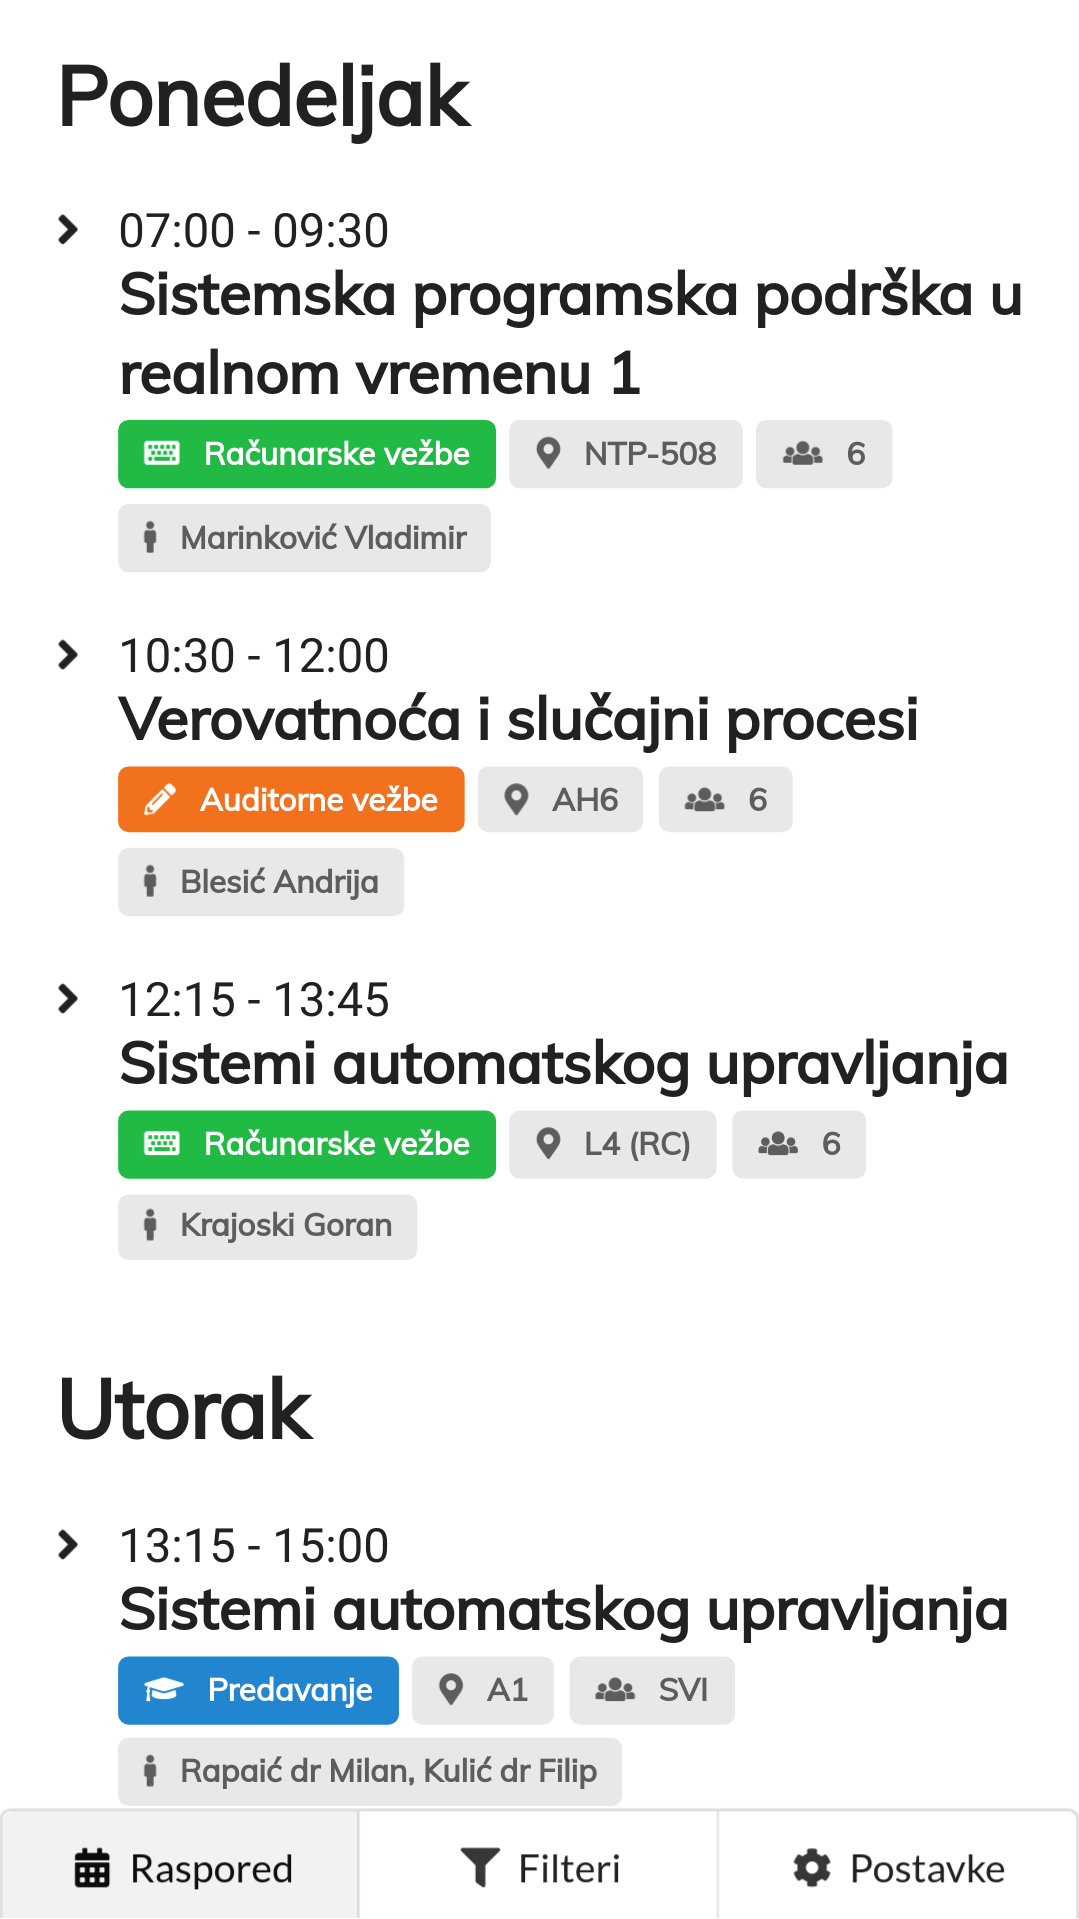 Ponedeljak
07:00 - 09:30
Sistemska programska podrška u
realnom vremenu 1
Računarske vežbe NTP-508 6
Marinković Vladimir
10:30 - 12:00
Verovatnoća i slučajni procesi
Auditorne vežbe AH6 6
Blesić Andrija
12:15 - 13:45
Sistemi automatskog upravljanja
Računarske vežbe L4 (RC) 6
Krajoski Goran
Utorak
13:15 - 15:00
Sistemi automatskog upravljanja
Predavanje A1 SVI
Rapaić dr Milan, Kulić dr Filip
Raspored Filteri Postavke